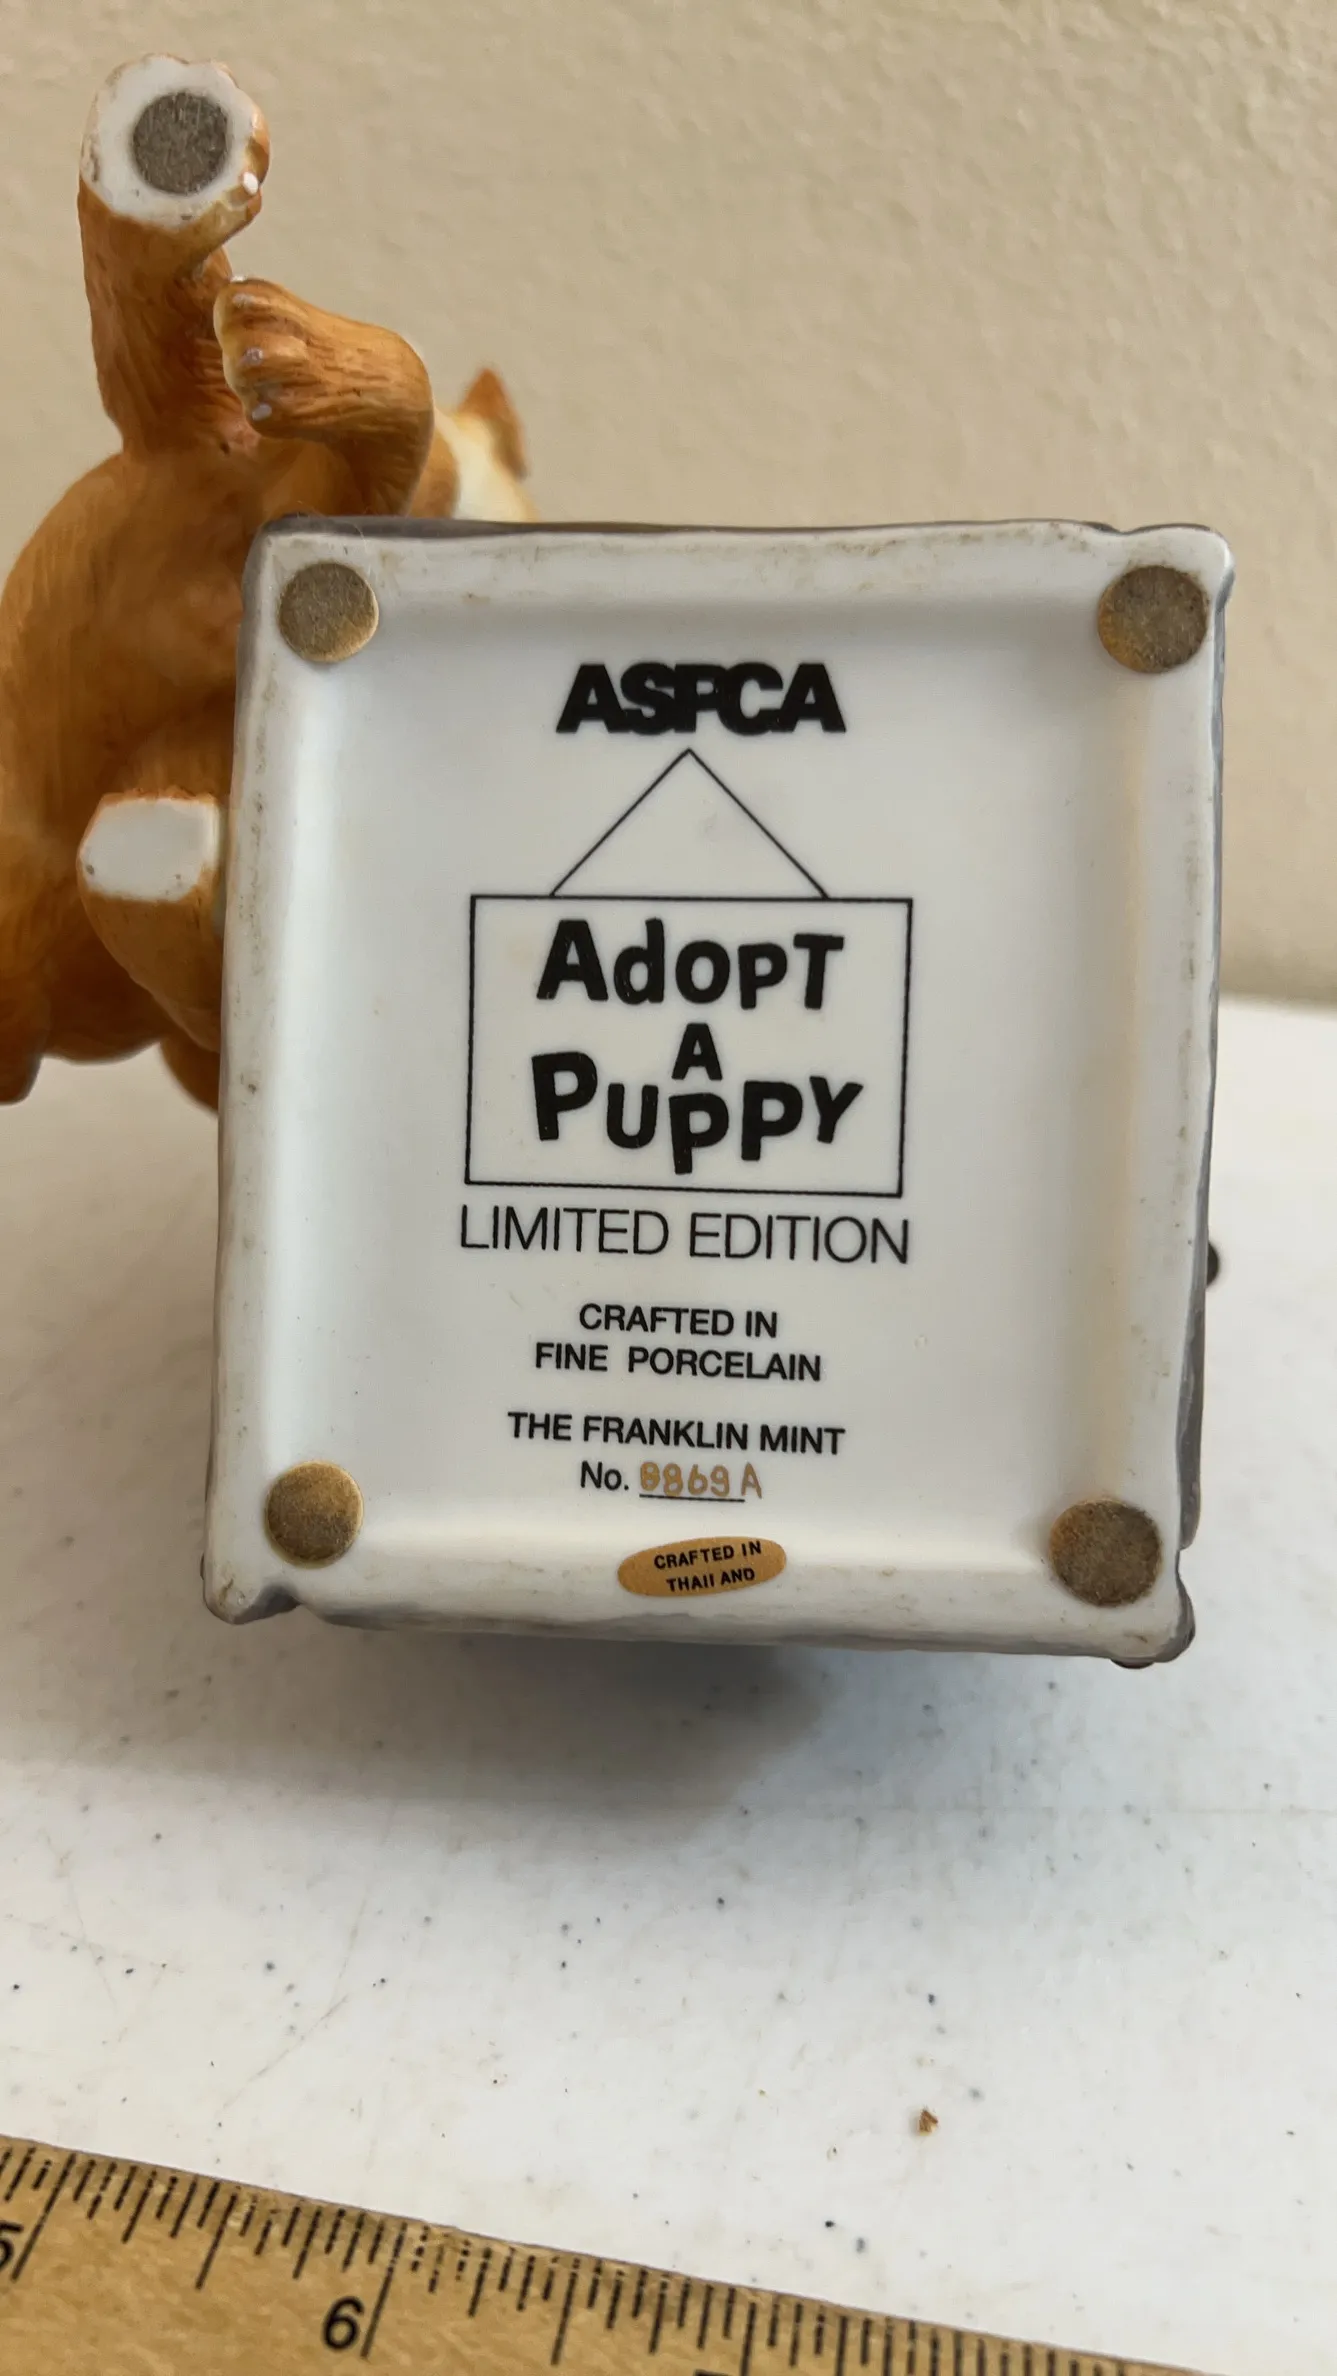 ASPCA
Adopt
A
Puppy
LIMITED EDITION
CRAFTED IN
FINE PORCELAIN
THE FRANKLIN MINT
No. 8869 A
CRAFTED IN
THAILAND
5
6